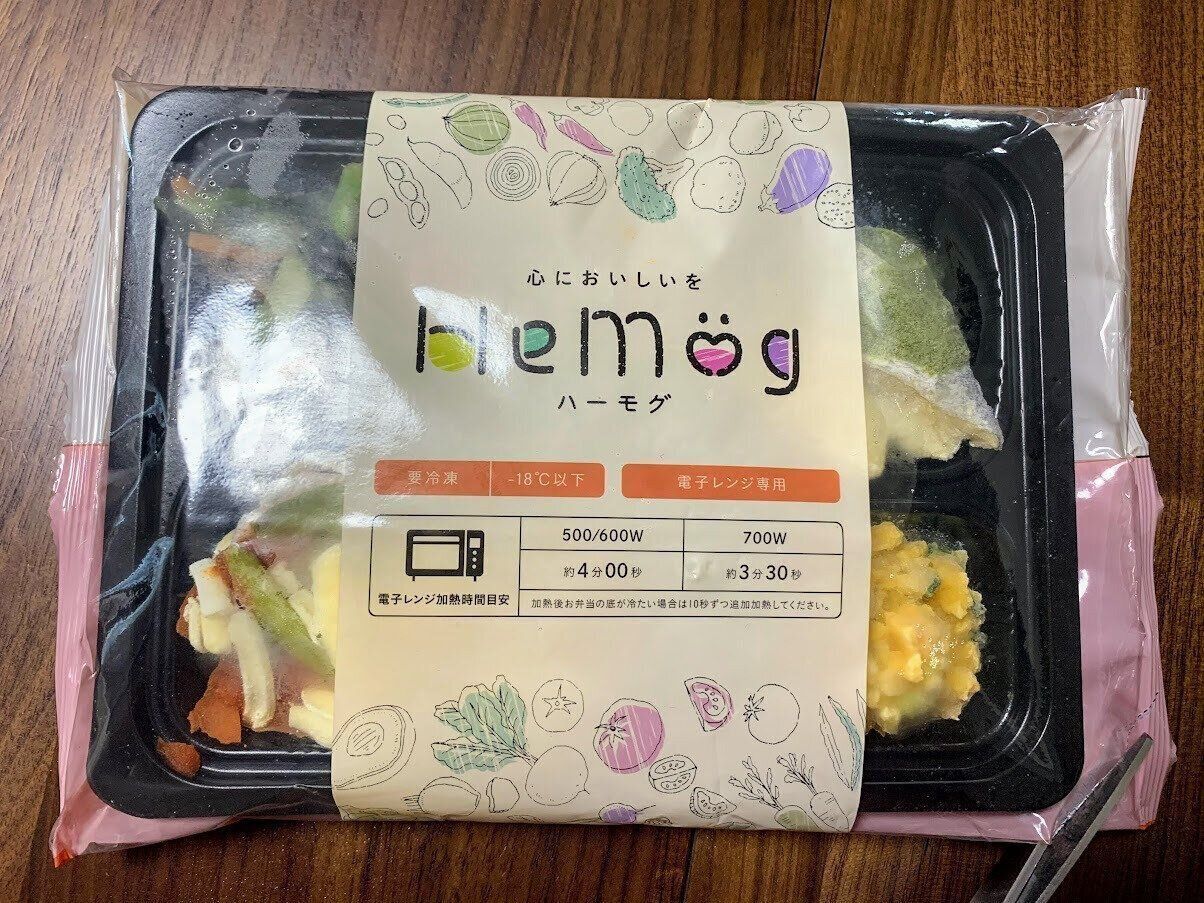 心においしいを
HeMog
ハーモグ
要冷凍 -18℃以下 電子レンジ専用
500/600W 700W
約4分00秒 約3分30秒
電子レンジ加熱時間目安
加熱後お弁当の底が冷たい場合は10秒ずつ追加加熱してください。